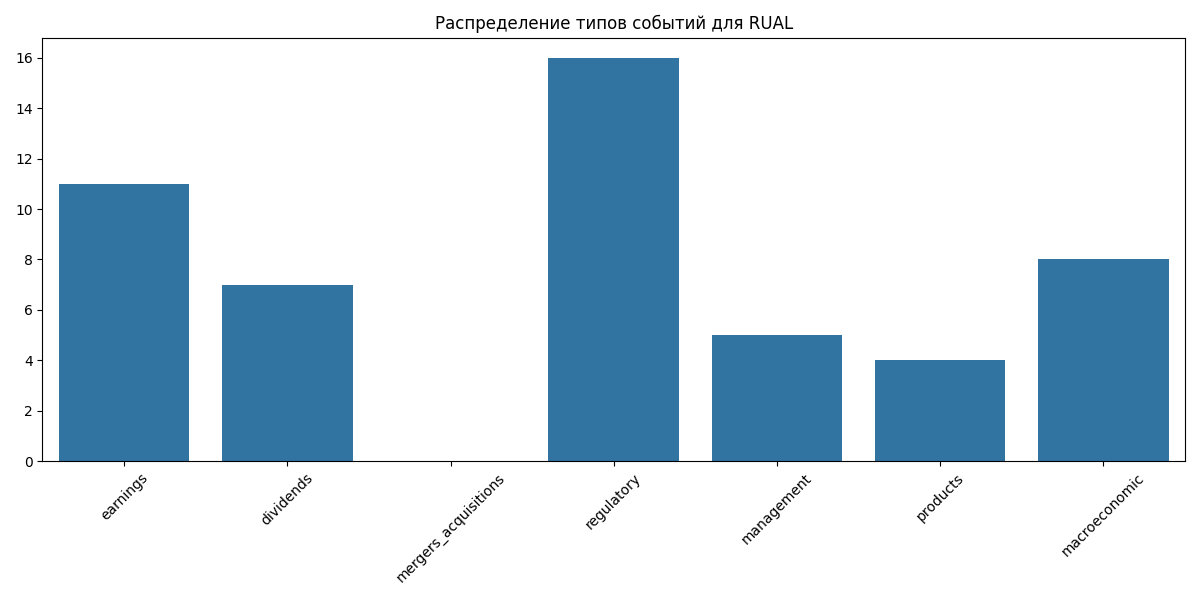 Распределение типов событий для RUAL
16
14
12
10
8
6
4
2
0
earnings
dividends
mergers_acquisitions
regulatory
management
products
macroeconomic